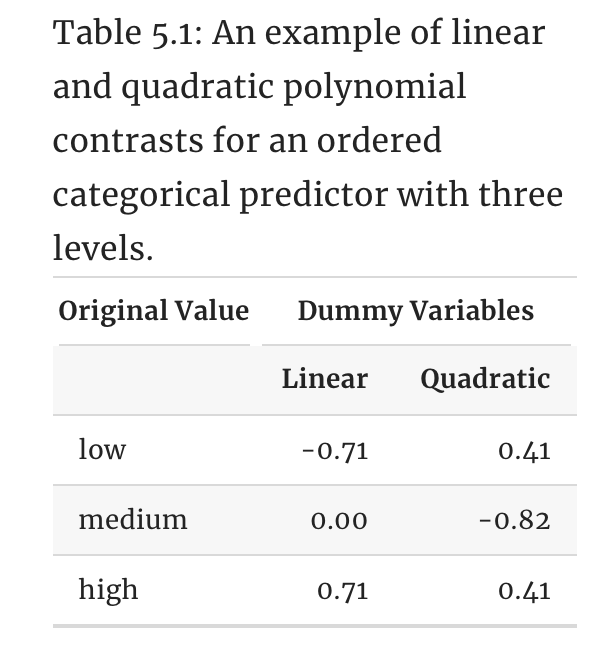 Table 5.1: An example of linear
and quadratic polynomial
contrasts for an ordered
categorical predictor with three
levels.
Original Value Dummy Variables
Linear Quadratic
low -0.71 0.41
medium 0.00 -0.82
high 0.71 0.41